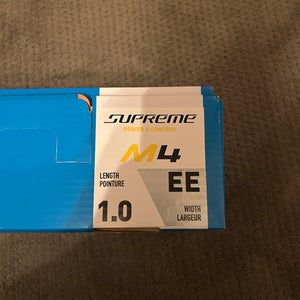 SUPREME
POWER X CONTROL
M4
LENGTH
POINTURE
EE
1.0
WIDTH
LARGEUR